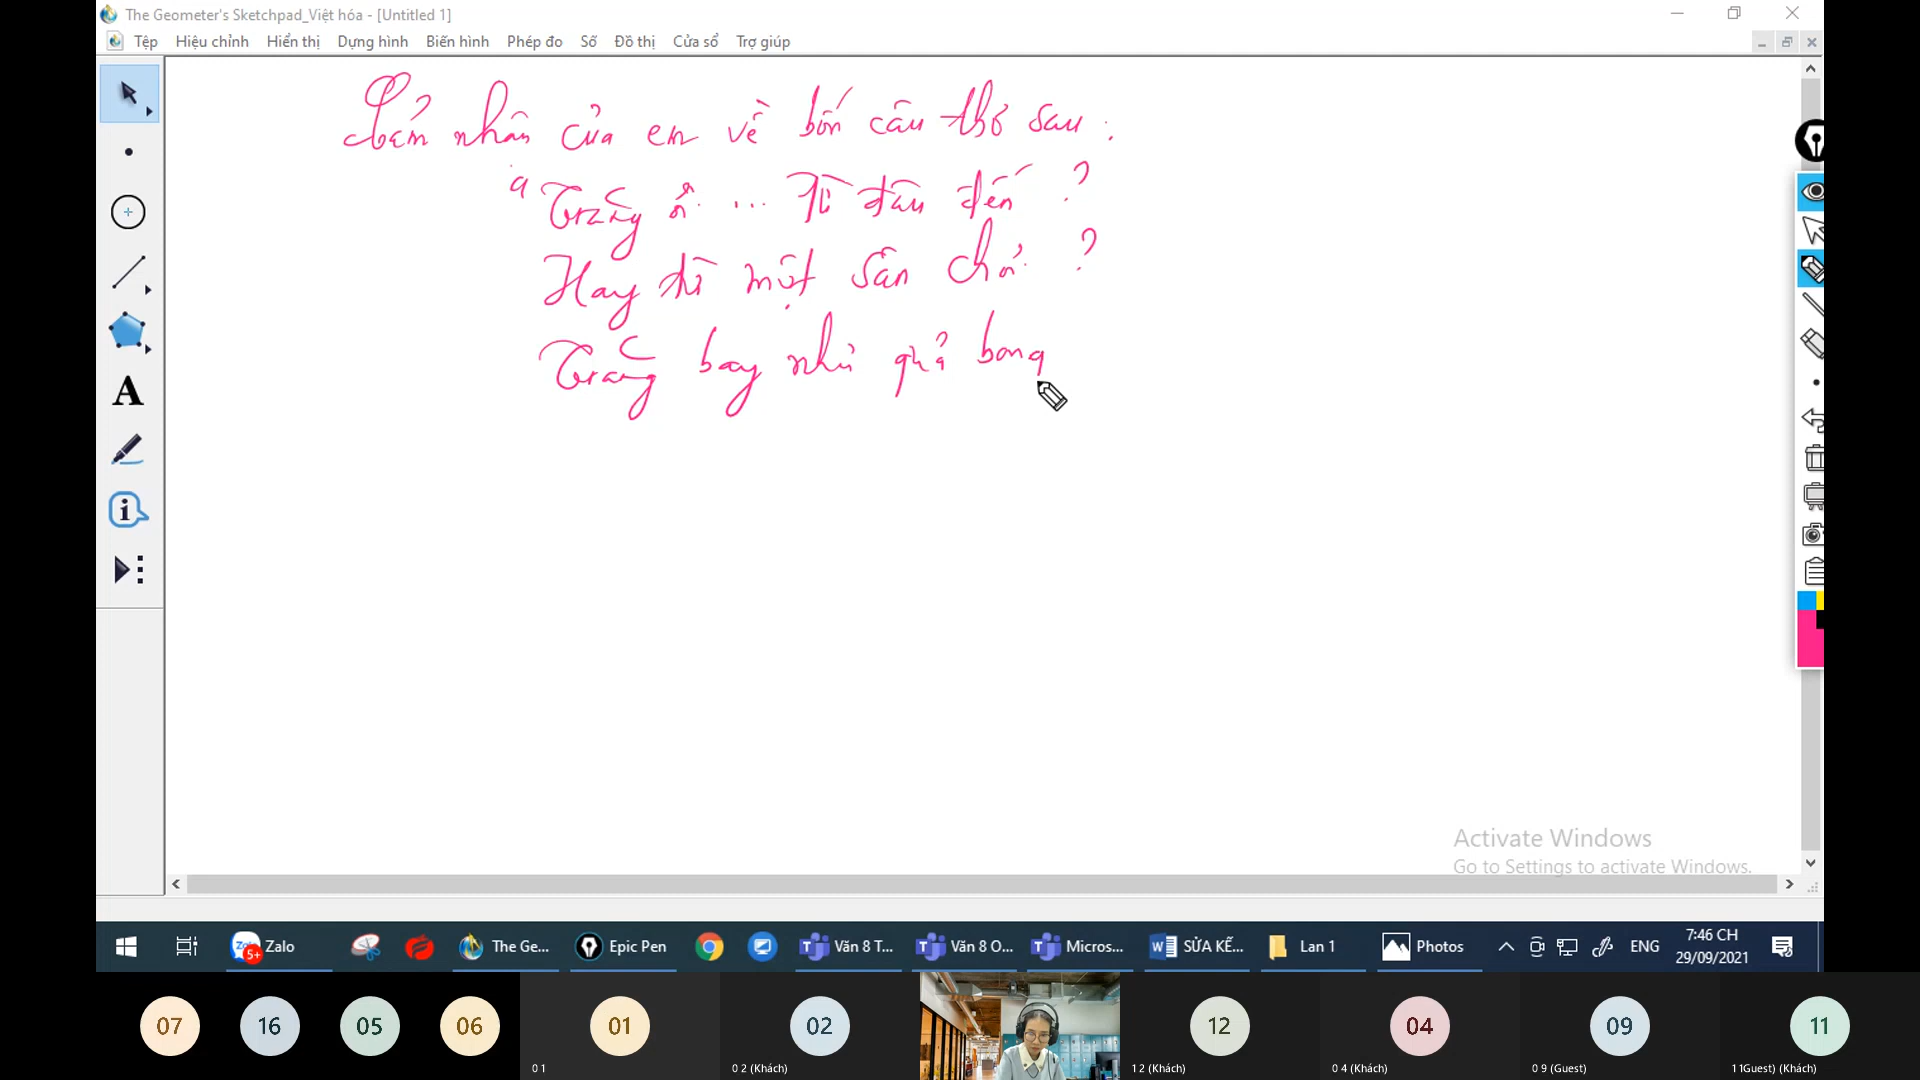 The Geometer's Sketchpad_Việt hóa - [Untitled 1]
Tệp Hiệu chỉnh Hiển thị Dựng hình Biến hình Phép đo Số Đồ thị Cửa sổ Trợ giúp
Cảm nhận của em về bốn câu thơ sau:
"Trăng ơi ... Từ đâu đến ?
Hay từ một sân chơi ?
Trăng bay như quả bong
A
Activate Windows
Go to Settings to activate Windows.
5+ Zalo The Ge... Epic Pen Văn 8 T... Văn 8 O... Micros... SỬA KẾ... Lan 1 Photos ENG 7:46 CH
29/09/2021
07 16 05 06 01 02 12 04 09 11
0 1 0 2 (Khách) 1 2 (Khách) 0 4 (Khách) 0 9 (Guest) 1 1Guest) (Khách)